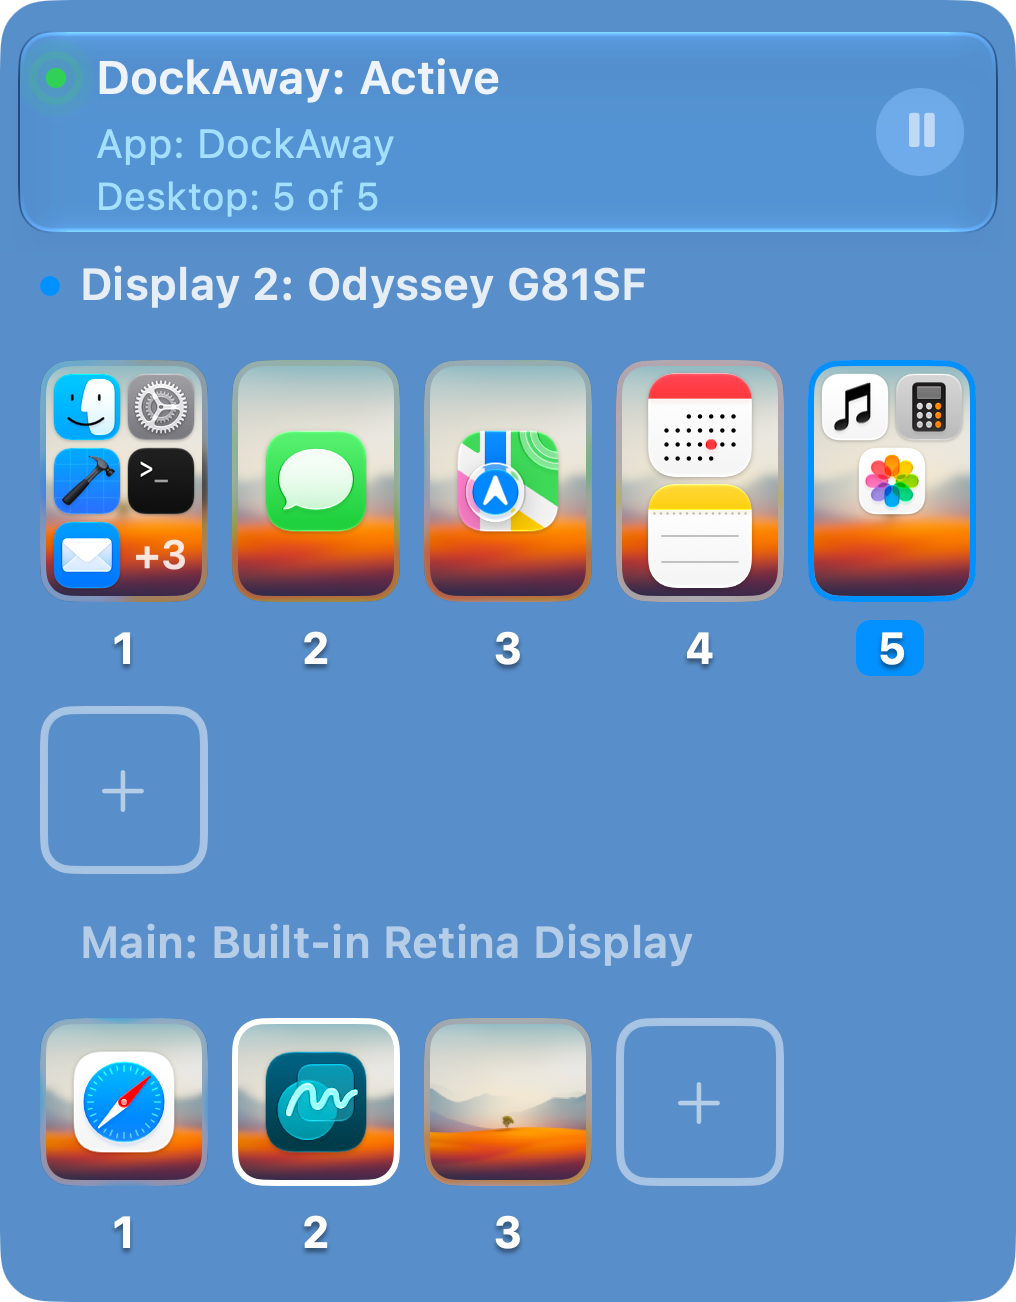 DockAway: Active
App: DockAway
Desktop: 5 of 5
Display 2: Odyssey G81SF
>_
+3
1 2 3 4 5
Main: Built-in Retina Display
1 2 3